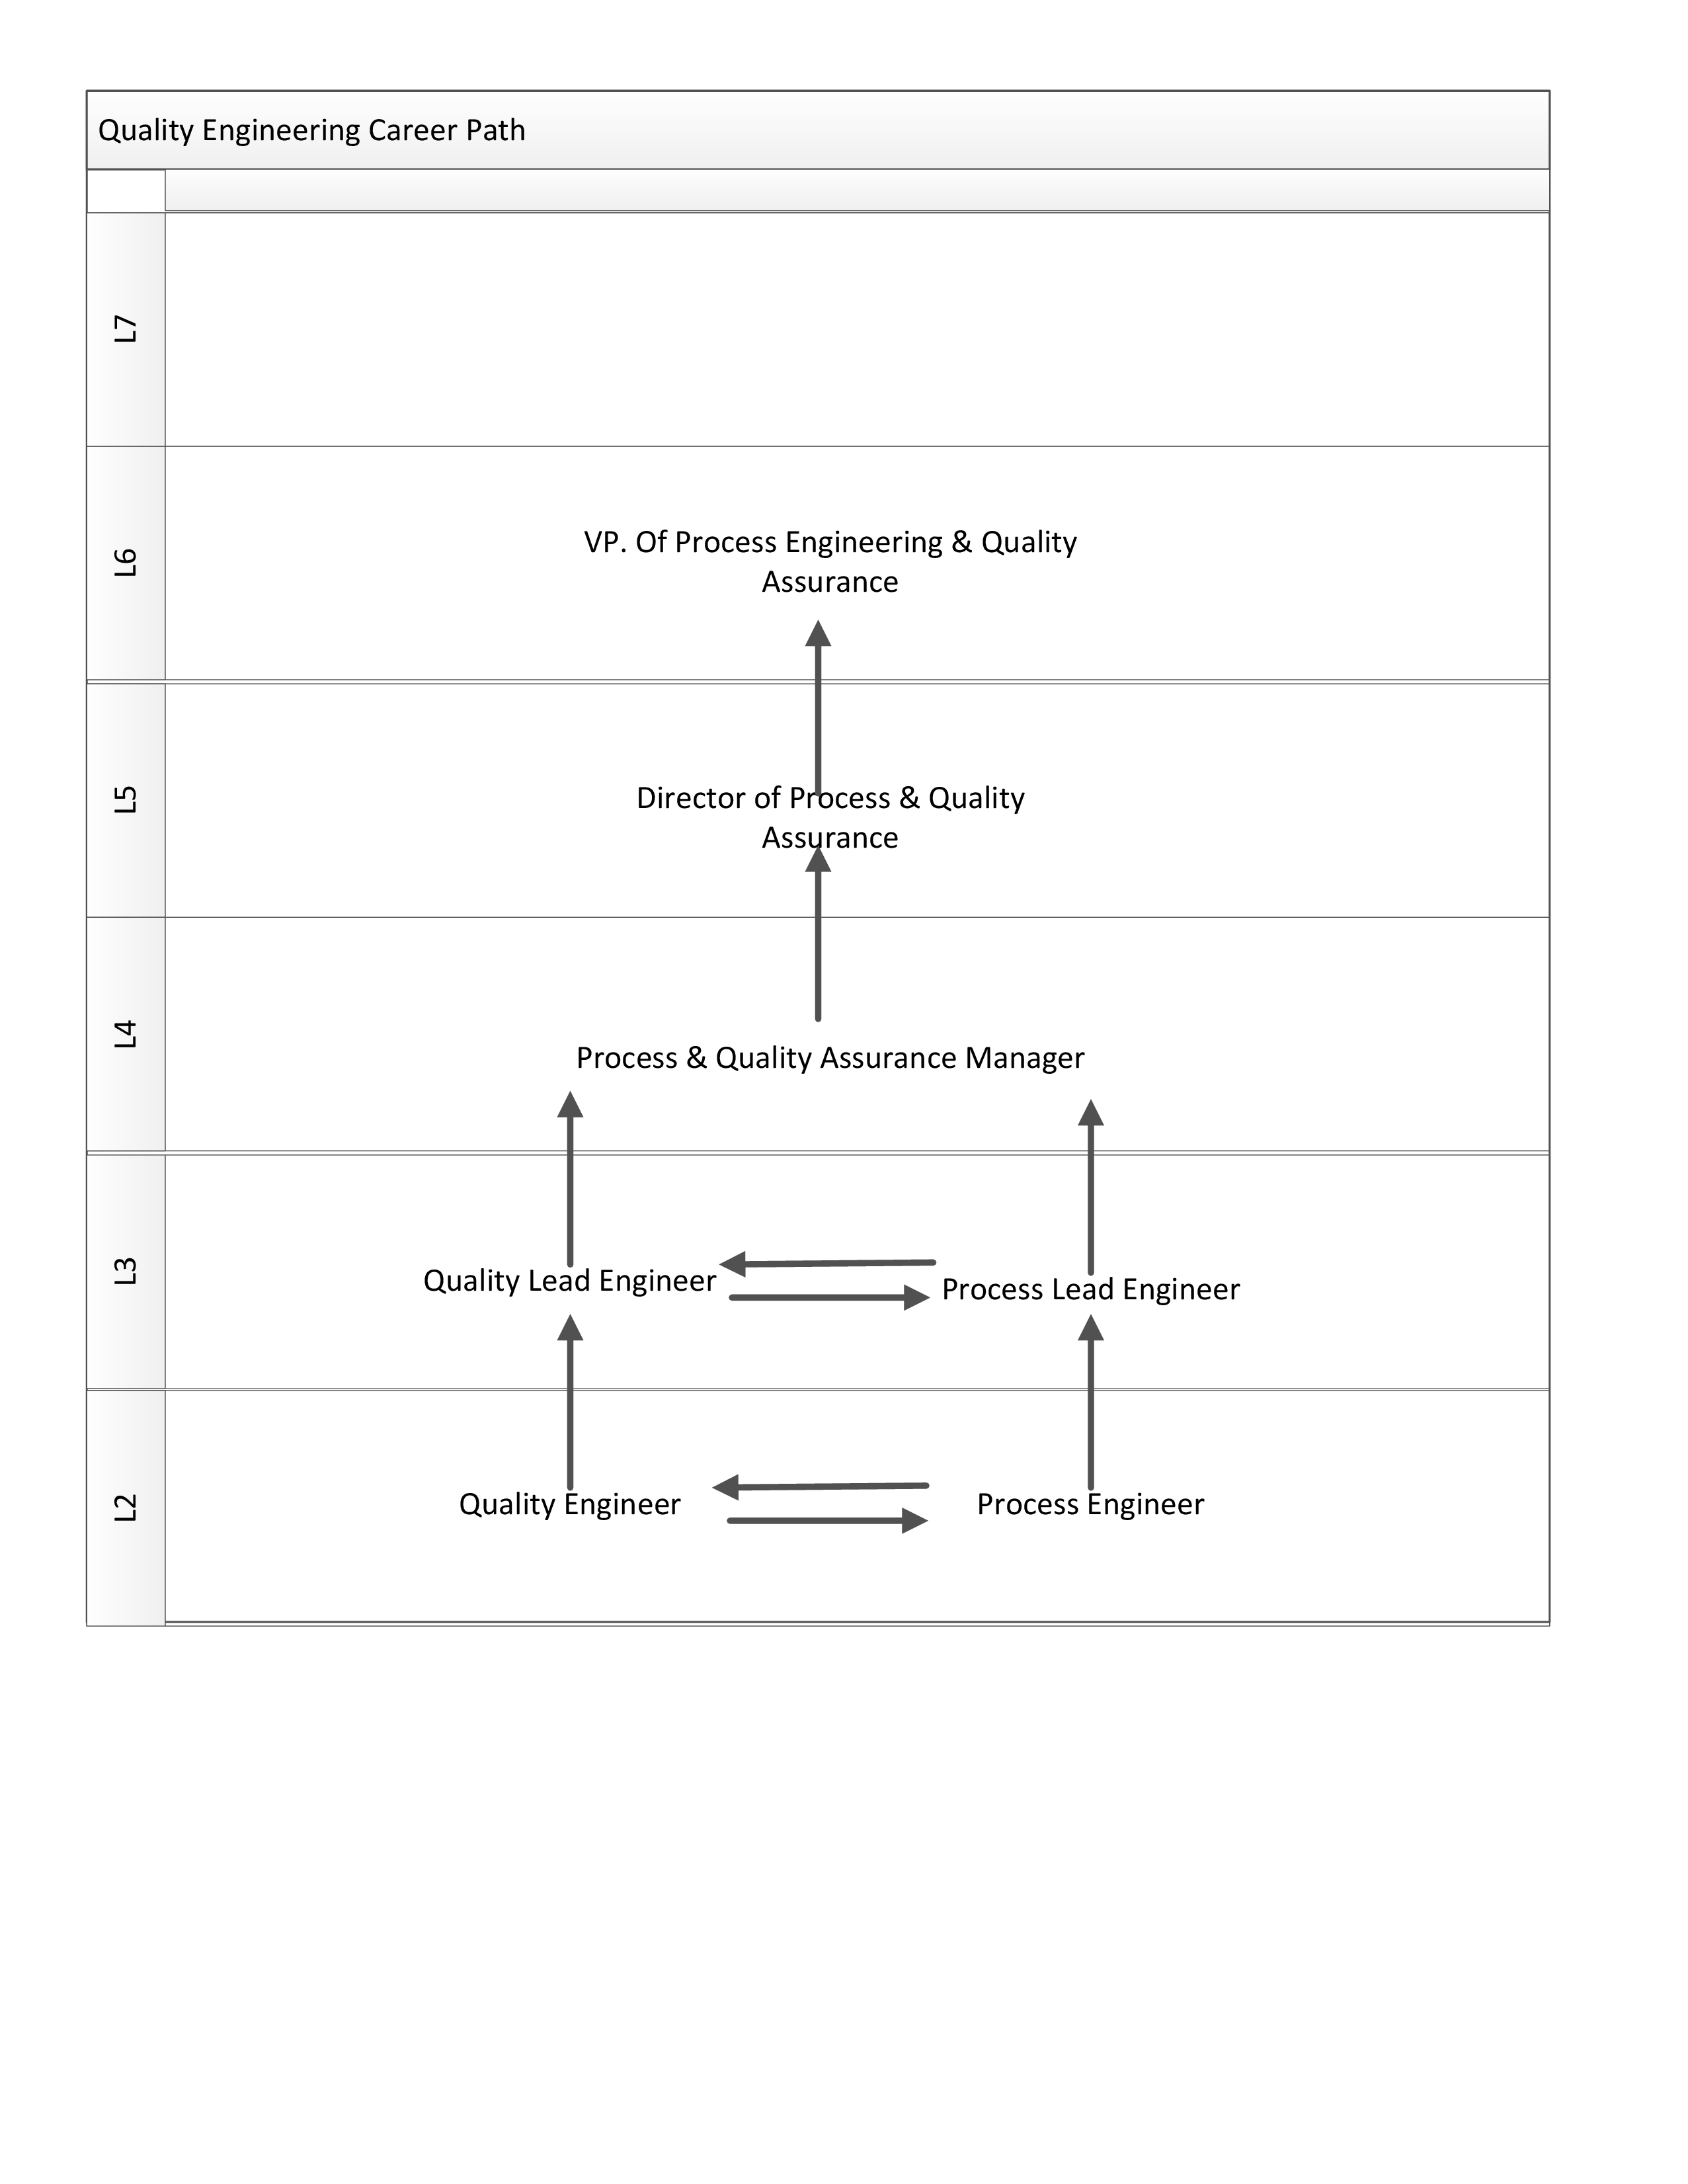 Quality Engineering Career Path
L7
L6
VP. Of Process Engineering & Quality
Assurance
L5
Director of Process & Quality
Assurance
L4
Process & Quality Assurance Manager
L3
Quality Lead Engineer
Process Lead Engineer
L2
Quality Engineer
Process Engineer